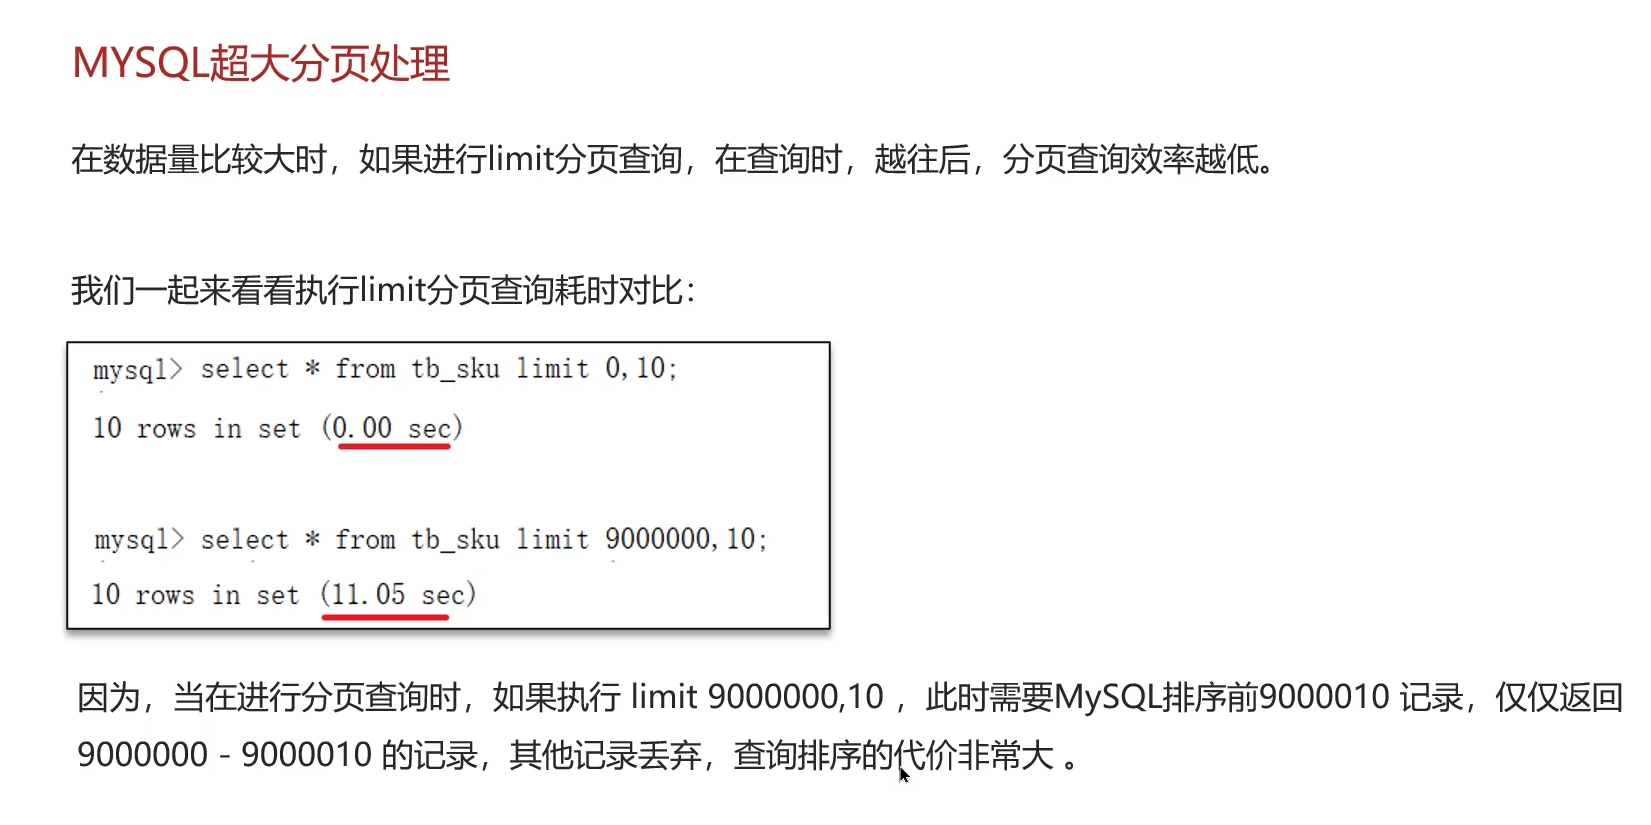 MYSQL超大分页处理
在数据量比较大时，如果进行limit分页查询，在查询时，越往后，分页查询效率越低。
我们一起来看看执行limit分页查询耗时对比：
mysql> select * from tb_sku limit 0,10;
10 rows in set (0.00 sec)
mysql> select * from tb_sku limit 9000000,10;
10 rows in set (11.05 sec)
因为，当在进行分页查询时，如果执行 limit 9000000,10 ，此时需要MySQL排序前9000010 记录，仅仅返回
9000000 - 9000010 的记录，其他记录丢弃，查询排序的代价非常大 。